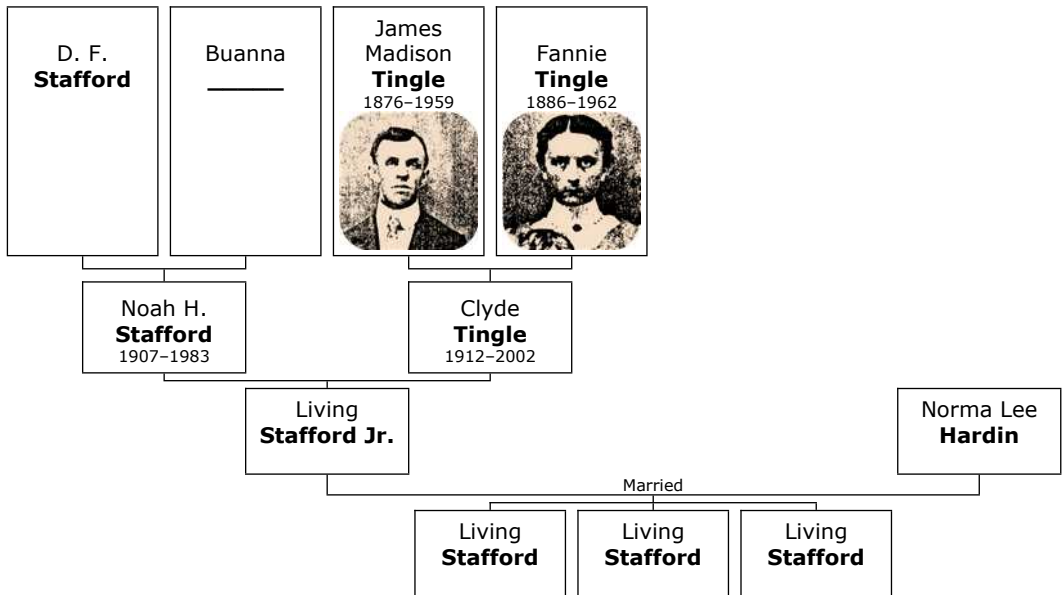 D. F.
Stafford
Buanna
James
Madison
Tingle
1876–1959
Fannie
Tingle
1886–1962
Noah H.
Stafford
1907–1983
Clyde
Tingle
1912–2002
Living
Stafford Jr.
Norma Lee
Hardin
Married
Living
Stafford
Living
Stafford
Living
Stafford